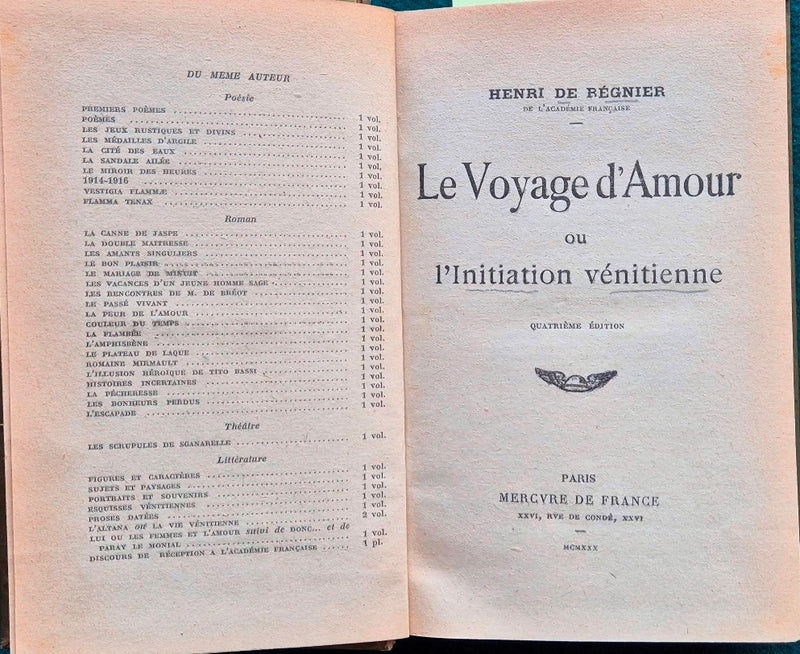 DU MEME AUTEUR
Poésie
PREMIERS POÈMES ........ 1 vol.
POÈMES ........ 1 vol.
LES JEUX RUSTIQUES ET DIVINS ........ 1 vol.
LES MÉDAILLES D'ARGILE ........ 1 vol.
LA CITÉ DES EAUX ........ 1 vol.
LA SANDALE AILÉE ........ 1 vol.
LE MIROIR DES HEURES ........ 1 vol.
1914-1916 ........ 1 vol.
VESTIGIA FLAMMÆ ........ 1 vol.
FLAMMA TENAX ........ 1 vol.
Roman
LA CANNE DE JASPE ........ 1 vol.
LA DOUBLE MAITRESSE ........ 1 vol.
LES AMANTS SINGULIERS ........ 1 vol.
LE BON PLAISIR ........ 1 vol.
LE MARIAGE DE MINUIT ........ 1 vol.
LES VACANCES D'UN JEUNE HOMME SAGE ........ 1 vol.
LES RENCONTRES DE M. DE BRÉOT ........ 1 vol.
LE PASSÉ VIVANT ........ 1 vol.
LA PEUR DE L'AMOUR ........ 1 vol.
COULEUR DU TEMPS ........ 1 vol.
LA FLAMBÉE ........ 1 vol.
L'AMPHISBÈNE ........ 1 vol.
LE PLATEAU DE LAQUE ........ 1 vol.
ROMAINE MIRMAULT ........ 1 vol.
L'ILLUSION HÉROÏQUE DE TITO BASSI ........ 1 vol.
HISTOIRES INCERTAINES ........ 1 vol.
LA PÉCHERESSE ........ 1 vol.
LES BONHEURS PERDUS ........ 1 vol.
L'ESCAPADE ........ 1 vol.
Théâtre
LES SCRUPULES DE SGANARELLE ........ 1 vol.
Littérature
FIGURES ET CARACTÈRES ........ 1 vol.
SUJETS ET PAYSAGES ........ 1 vol.
PORTRAITS ET SOUVENIRS ........ 1 vol.
ESQUISSES VÉNITIENNES ........ 1 vol.
PROSES DATÉES ........ 1 vol.
L'ALTANA ou LA VIE VÉNITIENNE ........ 2 vol.
LUI OU LES FEMMES ET L'AMOUR suivi de DONC... et de
PARAY LE MONIAL ........ 1 vol.
DISCOURS DE RÉCEPTION A L'ACADÉMIE FRANÇAISE ...... 1 pl.
HENRI DE RÉGNIER
DE L'ACADÉMIE FRANÇAISE
Le Voyage d'Amour
ou
l'Initiation vénitienne
QUATRIÈME ÉDITION
PARIS
MERCVRE DE FRANCE
XXVI, RVE DE CONDÉ, XXVI
MCMXXX